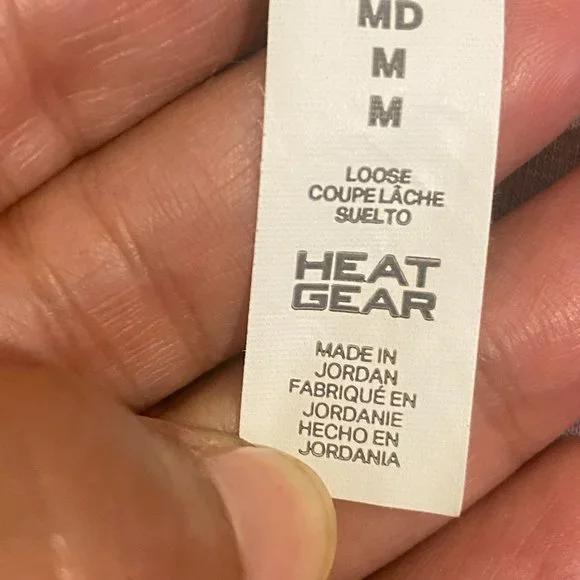 MD
M
M
LOOSE
COUPE LÂCHE
SUELTO
HEAT
GEAR
MADE IN
JORDAN
FABRIQUÉ EN
JORDANIE
HECHO EN
JORDANIA